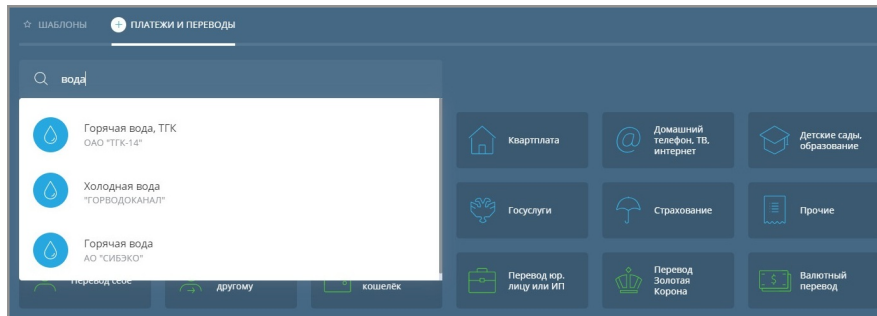 ШАБЛОНЫ
ПЛАТЕЖИ И ПЕРЕВОДЫ
вода
Горячая вода, ТГК
ОАО "ТГК-14"
Холодная вода
"ГОРВОДОКАНАЛ"
Горячая вода
АО "СИБЭКО"
Квартплата
Домашний
телефон, ТВ,
интернет
Детские сады,
образование
Госуслуги
Страхование
Прочие
Перевод себе
другому
кошелёк
Перевод юр.
лицу или ИП
Перевод
Золотая
Корона
Валютный
перевод